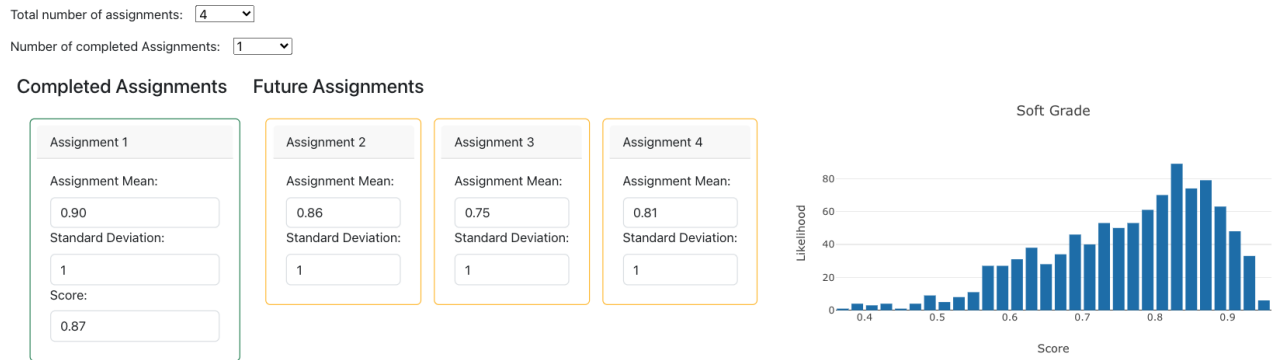 Total number of assignments: 4
Number of completed Assignments: 1
Completed Assignments Future Assignments
Assignment 1 Assignment 2 Assignment 3 Assignment 4
Assignment Mean: Assignment Mean: Assignment Mean: Assignment Mean:
0.90 0.86 0.75 0.81
Standard Deviation: Standard Deviation: Standard Deviation: Standard Deviation:
1 1 1 1
Score:
0.87
Soft Grade
Likelihood
80
60
40
20
0
0.4 0.5 0.6 0.7 0.8 0.9
Score